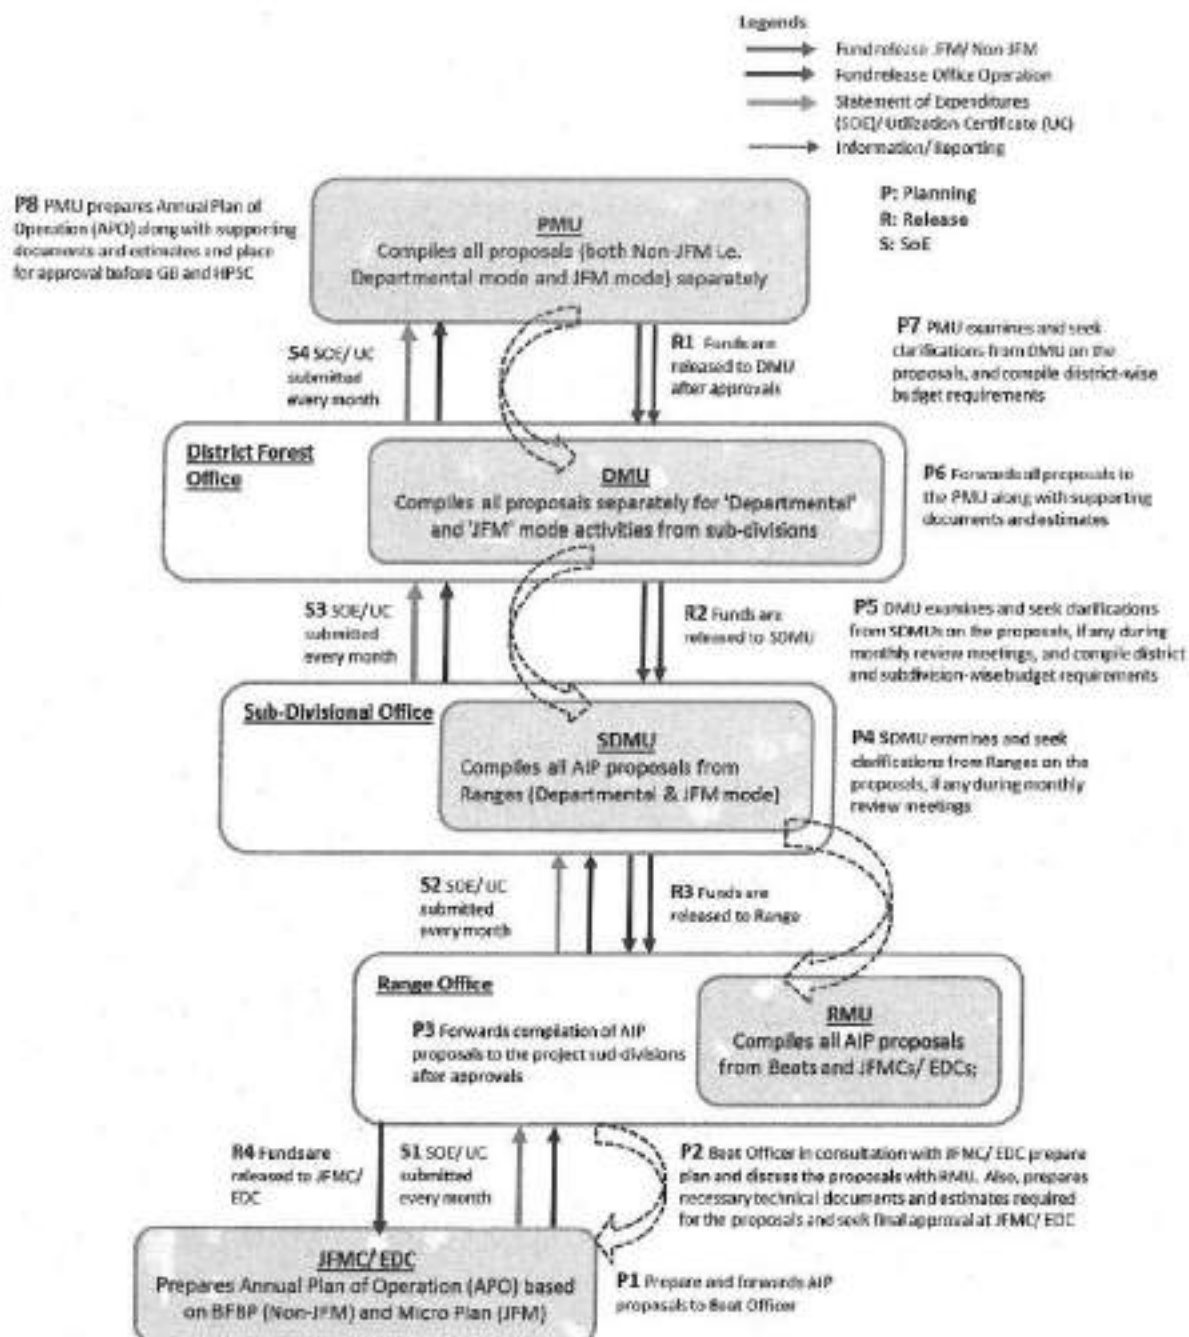 Legends
Fund release JFM/ Non JFM
Fund release Office Operation
Statement of Expenditures
(SOE)/ Utilization Certificate (UC)
Information/ Reporting
P: Planning
R: Release
S: SoE
P8 PMU prepares Annual Plan of
Operation (APO) along with supporting
documents and estimates and place
for approval before GB and HPSC
PMU
Compiles all proposals (both Non-JFM i.e.
Departmental mode and JFM mode) separately
S4 SOE/ UC
submitted
every month
R1 Funds are
released to DMU
after approvals
P7 PMU examines and seek
clarifications from DMU on the
proposals, and compile district-wise
budget requirements
District Forest
Office
DMU
Compiles all proposals separately for 'Departmental'
and 'JFM' mode activities from sub-divisions
P6 Forwards all proposals to
the PMU along with supporting
documents and estimates
S3 SOE/ UC
submitted
every month
R2 Funds are
released to SDMU
P5 DMU examines and seek clarifications
from SDMUs on the proposals, if any during
monthly review meetings, and compile district
and subdivision-wise budget requirements
Sub-Divisional Office
SDMU
Compiles all AIP proposals from
Ranges (Departmental & JFM mode)
P4 SDMU examines and seek
clarifications from Ranges on the
proposals, if any during monthly
review meetings
S2 SOE/ UC
submitted
every month
R3 Funds are
released to Range
Range Office
P3 Forwards compilation of AIP
proposals to the project sud-divisions
after approvals
RMU
Compiles all AIP proposals
from Beats and JFMCs/ EDCs;
R4 Funds are
released to JFMC/
EDC
S1 SOE/ UC
submitted
every month
P2 Beat Officer in consultation with JFMC/ EDC prepare
plan and discuss the proposals with RMU. Also, prepares
necessary technical documents and estimates required
for the proposals and seek final approval at JFMC/ EDC
JFMC/ EDC
Prepares Annual Plan of Operation (APO) based
on BFBP (Non-JFM) and Micro Plan (JFM)
P1 Prepare and forwards AIP
proposals to Beat Officer